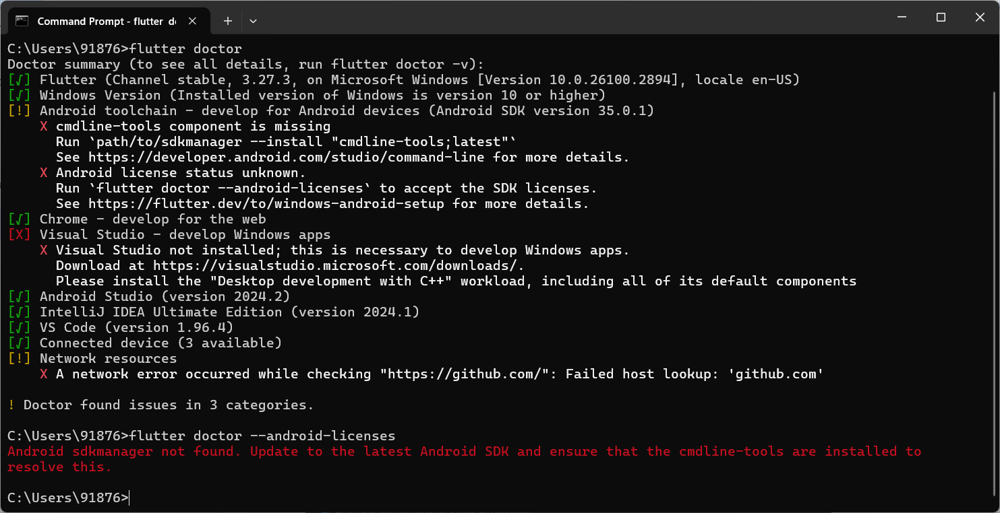 Command Prompt - flutter d
C:\Users\91876>flutter doctor
Doctor summary (to see all details, run flutter doctor -v):
[√] Flutter (Channel stable, 3.27.3, on Microsoft Windows [Version 10.0.26100.2894], locale en-US)
[√] Windows Version (Installed version of Windows is version 10 or higher)
[!] Android toolchain - develop for Android devices (Android SDK version 35.0.1)
    X cmdline-tools component is missing
      Run `path/to/sdkmanager --install "cmdline-tools;latest"`
      See https://developer.android.com/studio/command-line for more details.
    X Android license status unknown.
      Run `flutter doctor --android-licenses` to accept the SDK licenses.
      See https://flutter.dev/to/windows-android-setup for more details.
[√] Chrome - develop for the web
[X] Visual Studio - develop Windows apps
    X Visual Studio not installed; this is necessary to develop Windows apps.
      Download at https://visualstudio.microsoft.com/downloads/.
      Please install the "Desktop development with C++" workload, including all of its default components
[√] Android Studio (version 2024.2)
[√] IntelliJ IDEA Ultimate Edition (version 2024.1)
[√] VS Code (version 1.96.4)
[√] Connected device (3 available)
[!] Network resources
    X A network error occurred while checking "https://github.com/": Failed host lookup: 'github.com'
! Doctor found issues in 3 categories.
C:\Users\91876>flutter doctor --android-licenses
Android sdkmanager not found. Update to the latest Android SDK and ensure that the cmdline-tools are installed to
resolve this.
C:\Users\91876>